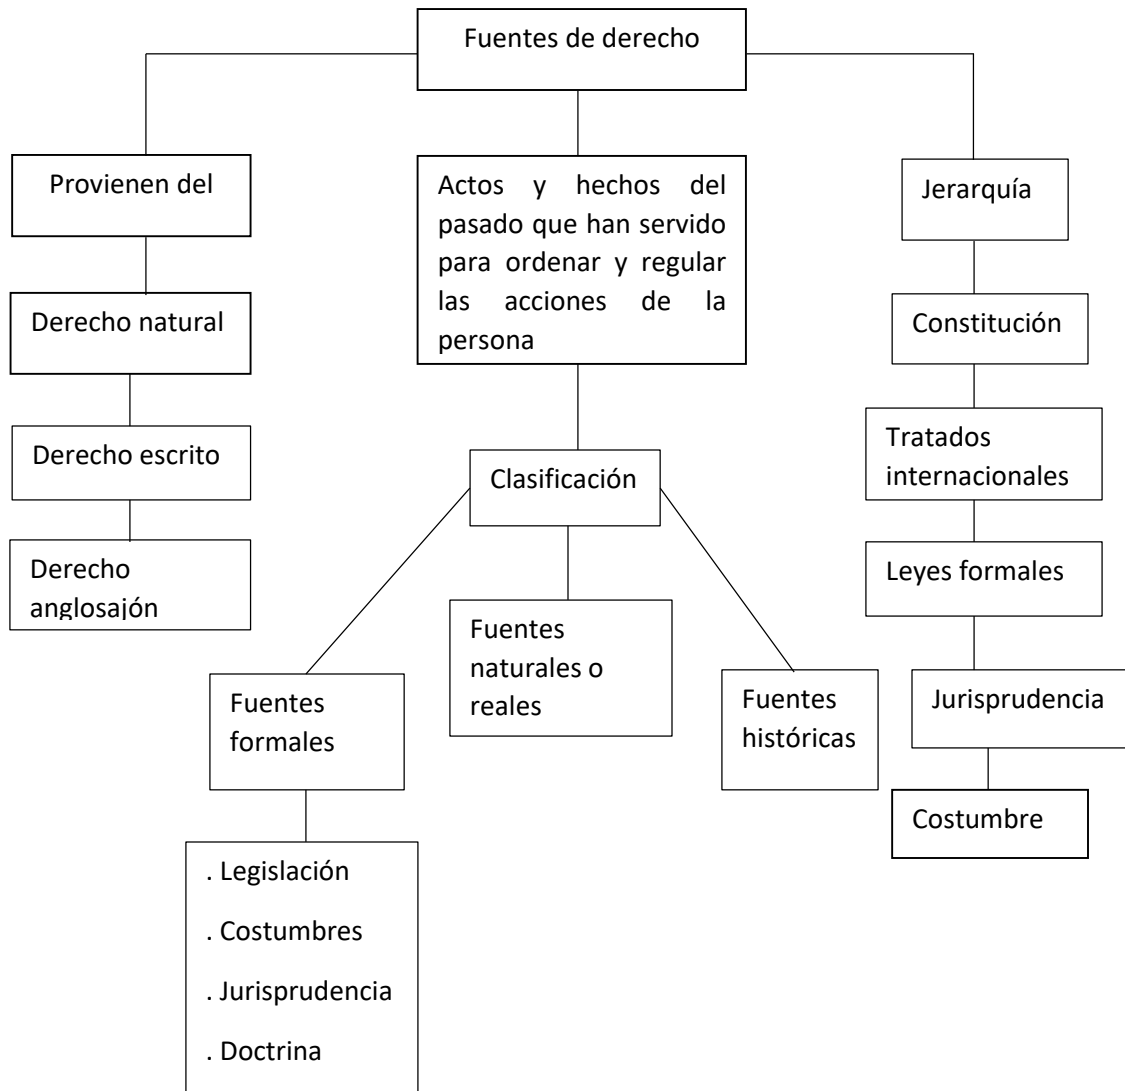 Fuentes de derecho
Provienen del
Derecho natural
Derecho escrito
Derecho
anglosajón
Actos y hechos del
pasado que han servido
para ordenar y regular
las acciones de la
persona
Clasificación
Fuentes
formales
. Legislación
. Costumbres
. Jurisprudencia
. Doctrina
Fuentes
naturales o
reales
Fuentes
históricas
Jerarquía
Constitución
Tratados
internacionales
Leyes formales
Jurisprudencia
Costumbre